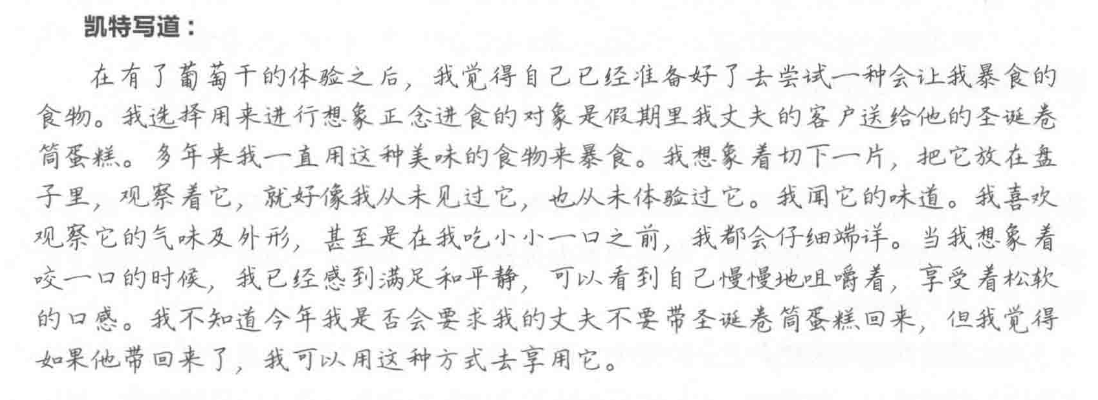 凯特写道：
在有了葡萄干的体验之后，我觉得自己已经准备好了去尝试一种会让我暴食的
食物。我选择用来进行想象正念进食的对象是假期里我丈夫的客户送给他的圣诞卷
筒蛋糕。多年来我一直用这种美味的食物来暴食。我想象着切下一片，把它放在盘
子里，观察着它，就好像我从未见过它，也从未体验过它。我闻它的味道。我喜欢
观察它的气味及外形，甚至是在我吃小小一口之前，我都会仔细端详。当我想象着
咬一口的时候，我已经感到满足和平静，可以看到自己慢慢地咀嚼着，享受着松软
的口感。我不知道今年我是否会要求我的丈夫不要带圣诞卷筒蛋糕回来，但我觉得
如果他带回来了，我可以用这种方式去享用它。